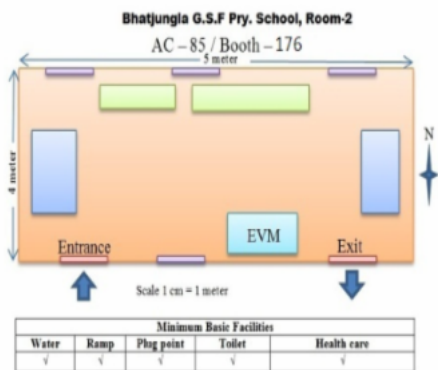 Bhatjungla G.S.F Pry. School, Room-2
AC – 85 / Booth – 176
5 meter
4 meter
N
EVM
Entrance
Exit
Scale 1 cm = 1 meter
Minimum Basic Facilities
Water Ramp Plug point Toilet Health care
√ √ √ √ √